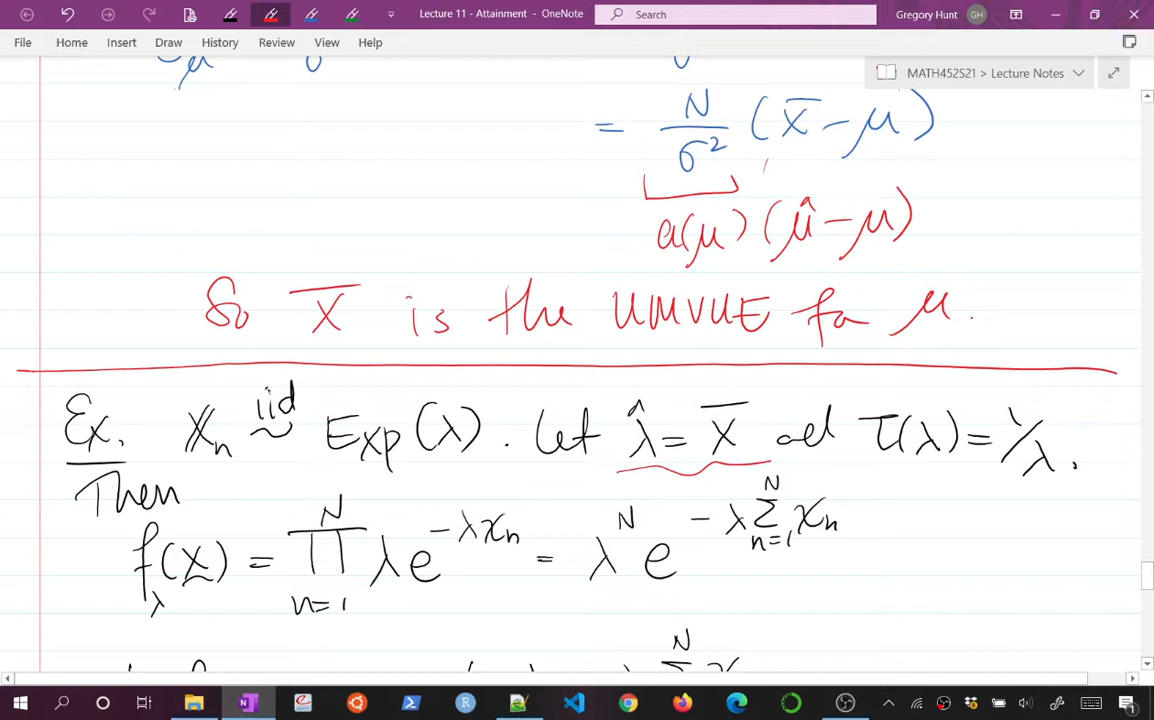 Lecture 11 - Attainment - OneNote
Search
Gregory Hunt
GH
File Home Insert Draw History Review View Help
MATH452S21 > Lecture Notes
= N/σ² (X̄ - μ)
a(μ) (μ̂ - μ)
So X̄ is the UMVUE for μ.
Ex. Xₙ iid ~ Exp(λ). Let λ̂ = X̄ and τ(λ) = 1/λ.
Then
f_λ(x) = ∏_{n=1}^{N} λe^{-λxₙ} = λ^N e^{-λ∑_{n=1}^{N} xₙ}
N